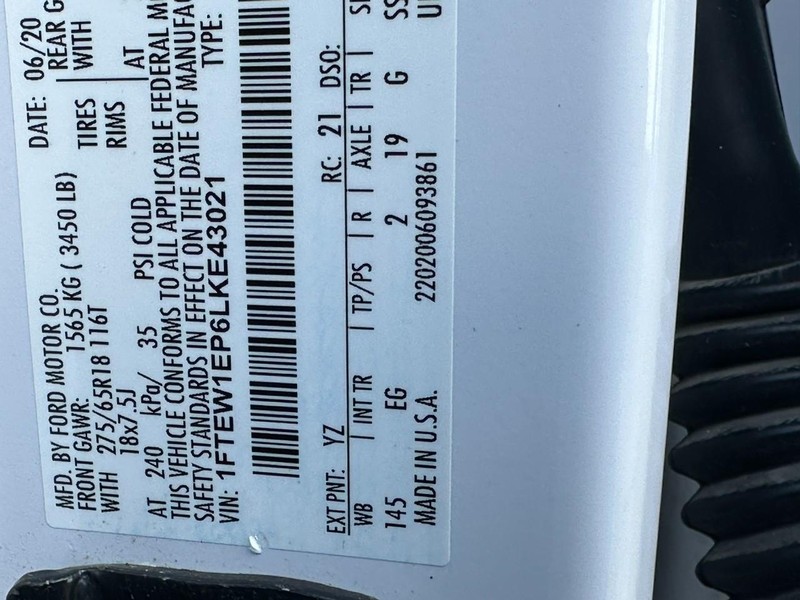 MFD. BY FORD MOTOR CO. DATE: 06/20
FRONT GAWR: 1565 KG ( 3450 LB) REAR G
WITH 275/65R18 116T TIRES WITH
18x7.5J RIMS
AT 240 kPa/ 35 PSI COLD AT
THIS VEHICLE CONFORMS TO ALL APPLICABLE FEDERAL M
SAFETY STANDARDS IN EFFECT ON THE DATE OF MANUFAC
VIN: 1FTEW1EP6LKE43021 TYPE:
EXT PNT: YZ RC: 21 DSO:
WB INT TR TP/PS R AXLE TR
145 EG 2 19 G SS
MADE IN U.S.A. 2202006093861